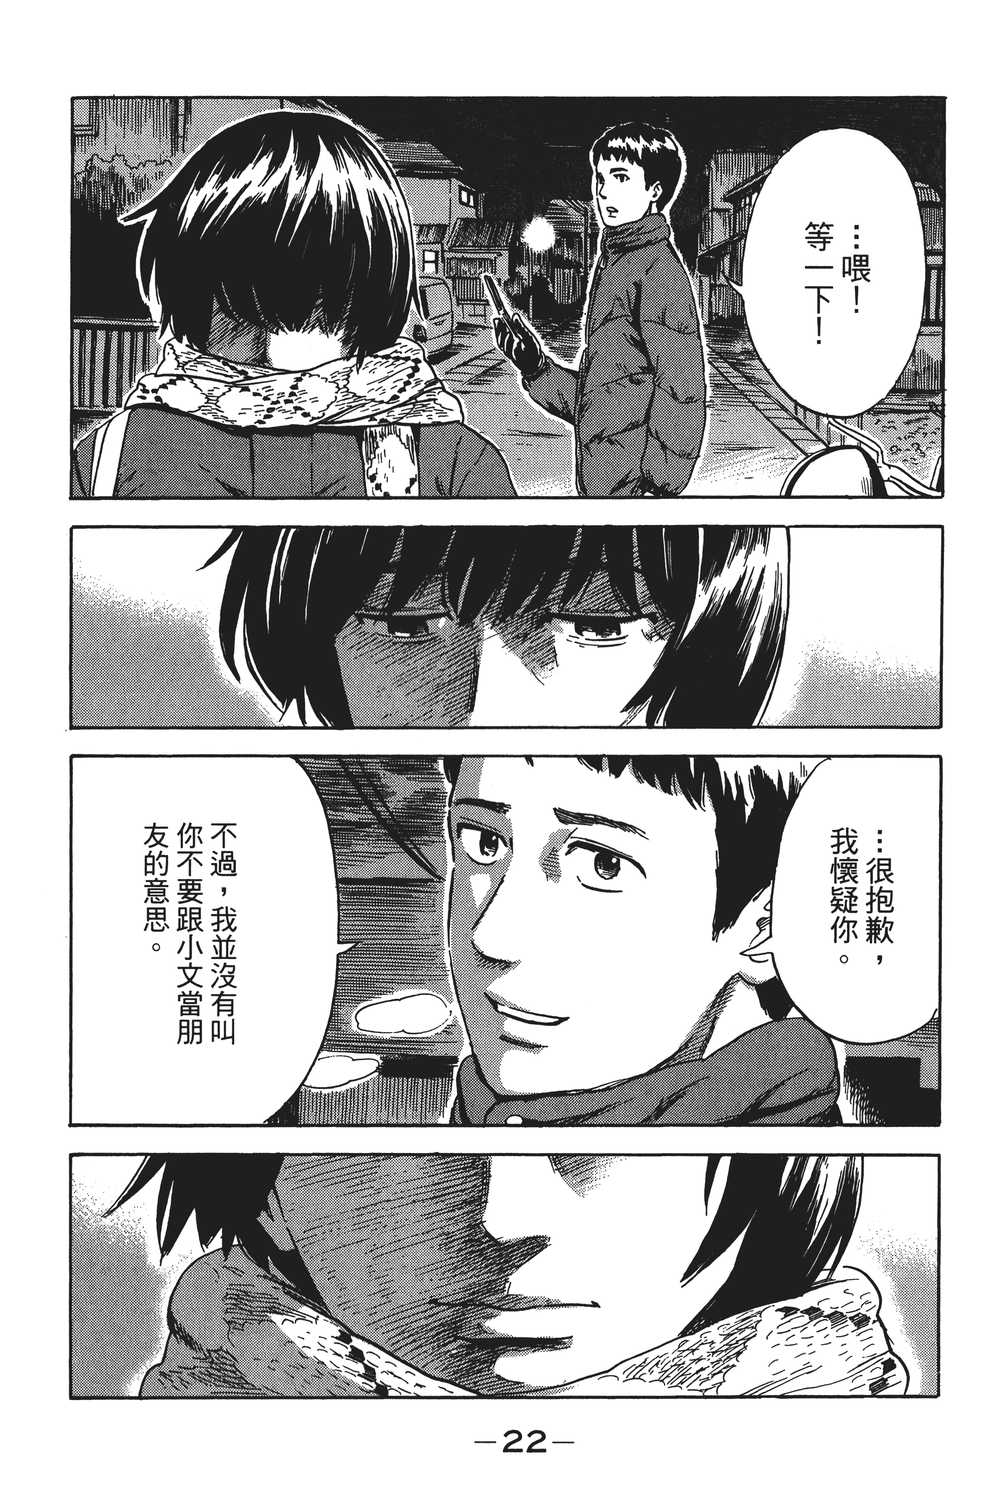 …喂！
等一下！
…很抱歉，
我懷疑你。
不過，我並沒有叫
你不要跟小文當朋
友的意思。
—22—